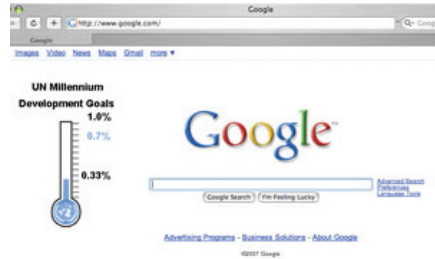 Google
http://www.google.com/
Google
Images Video News Maps Gmail more ▼
UN Millennium
Development Goals
1.0%
0.7%
0.33%
Google™
Advanced Search
Preferences
Language Tools
Google Search I'm Feeling Lucky
Advertising Programs - Business Solutions - About Google
©2007 Google